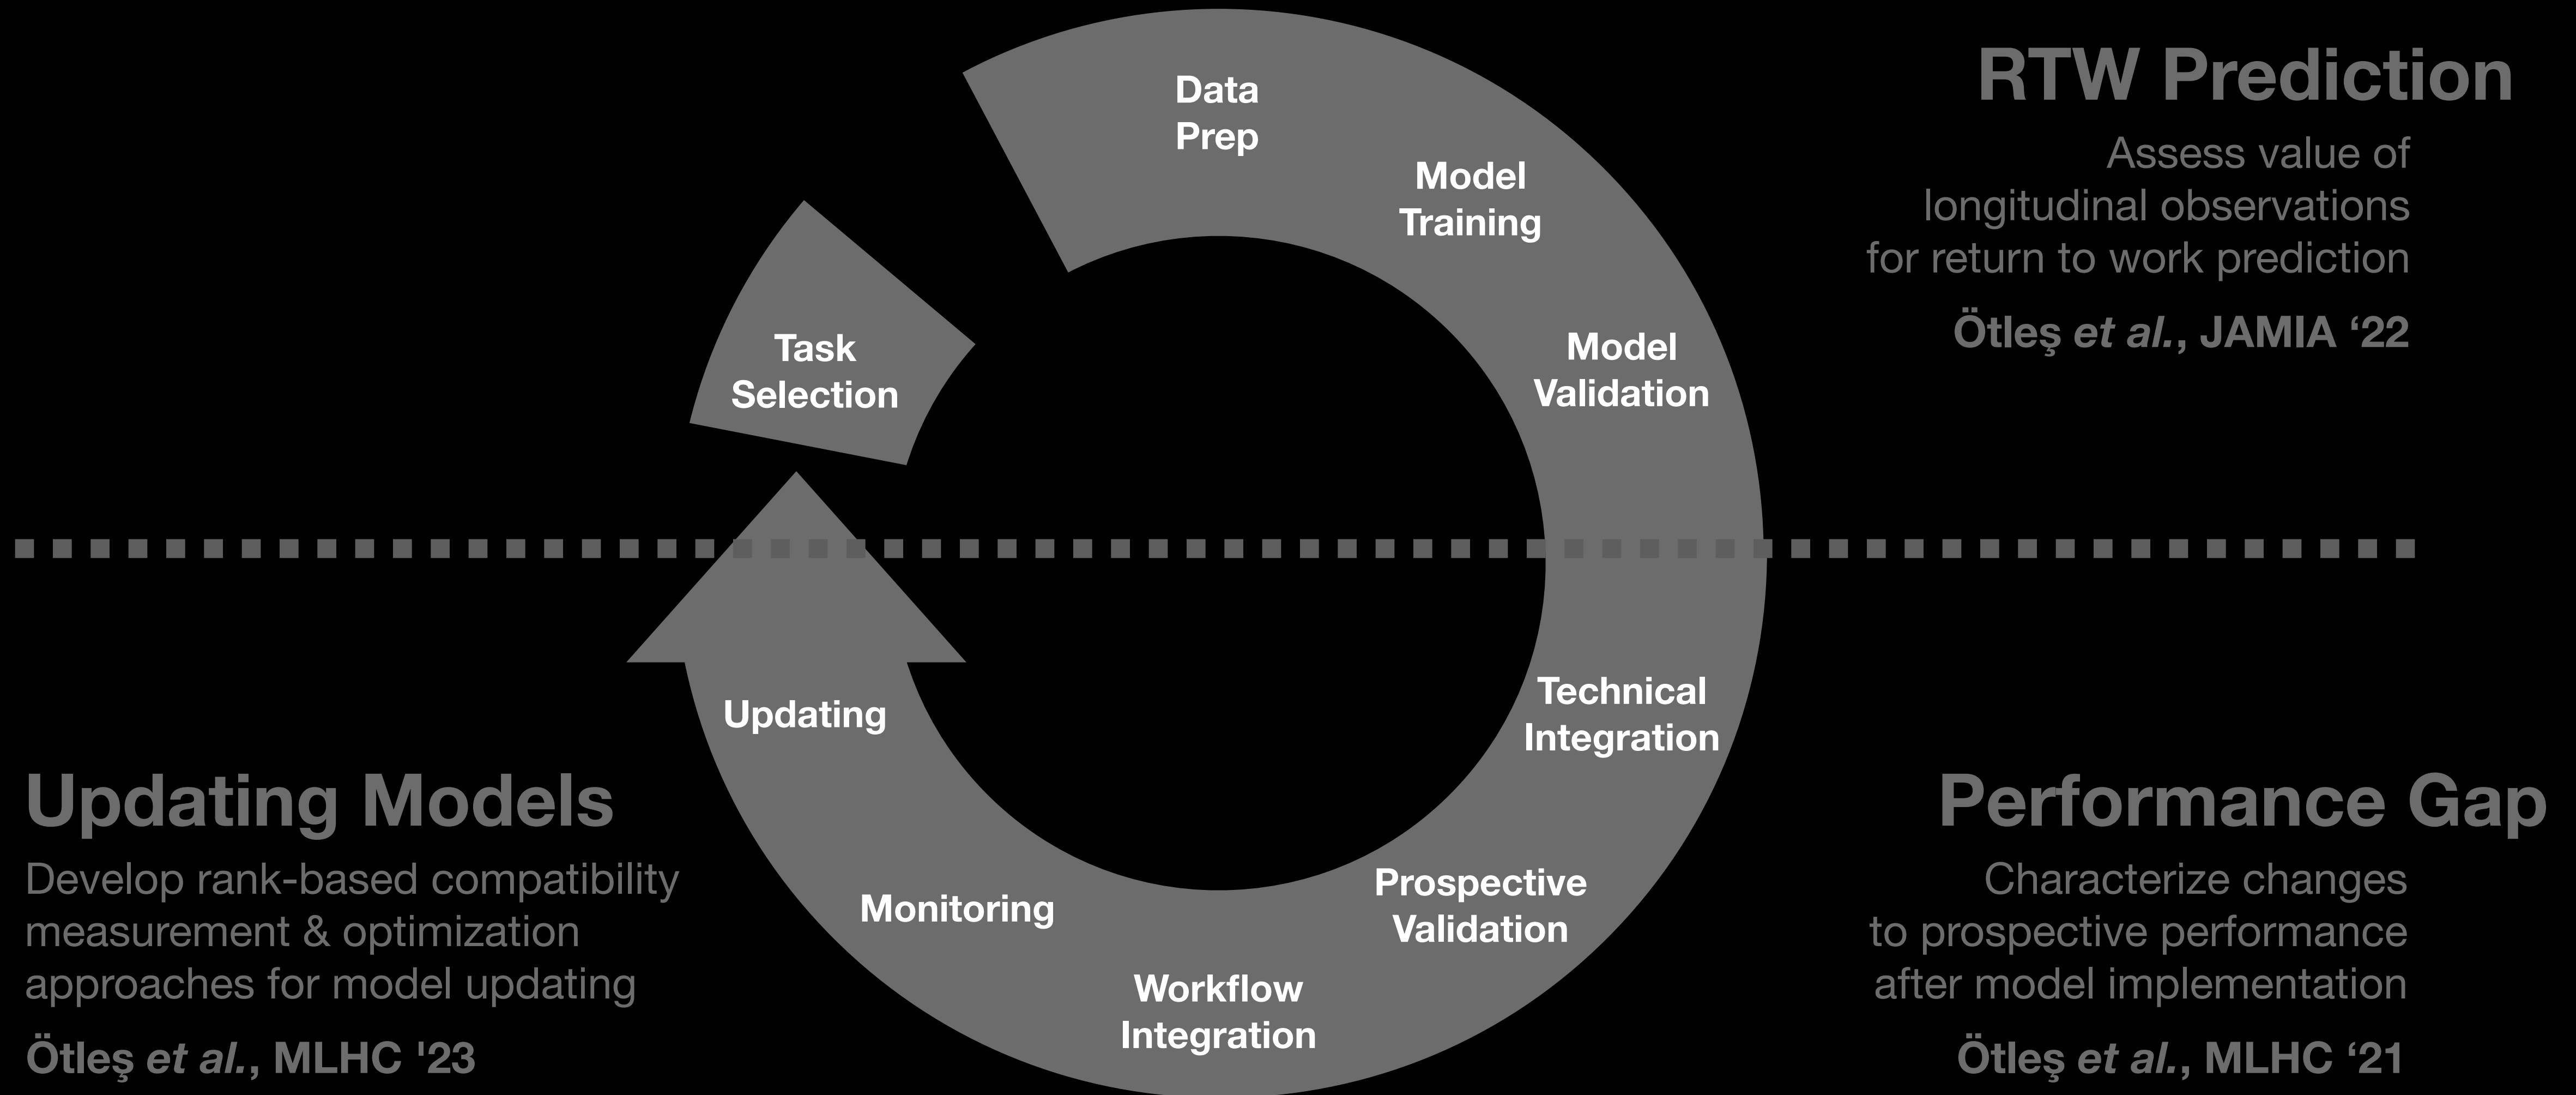 Data
Prep
Model
Training
Model
Validation
Technical
Integration
Prospective
Validation
Workflow
Integration
Monitoring
Updating
Task
Selection
RTW Prediction
Assess value of
longitudinal observations
for return to work prediction
Ötleş et al., JAMIA ‘22
Performance Gap
Characterize changes
to prospective performance
after model implementation
Ötleş et al., MLHC ‘21
Updating Models
Develop rank-based compatibility
measurement & optimization
approaches for model updating
Ötleş et al., MLHC '23